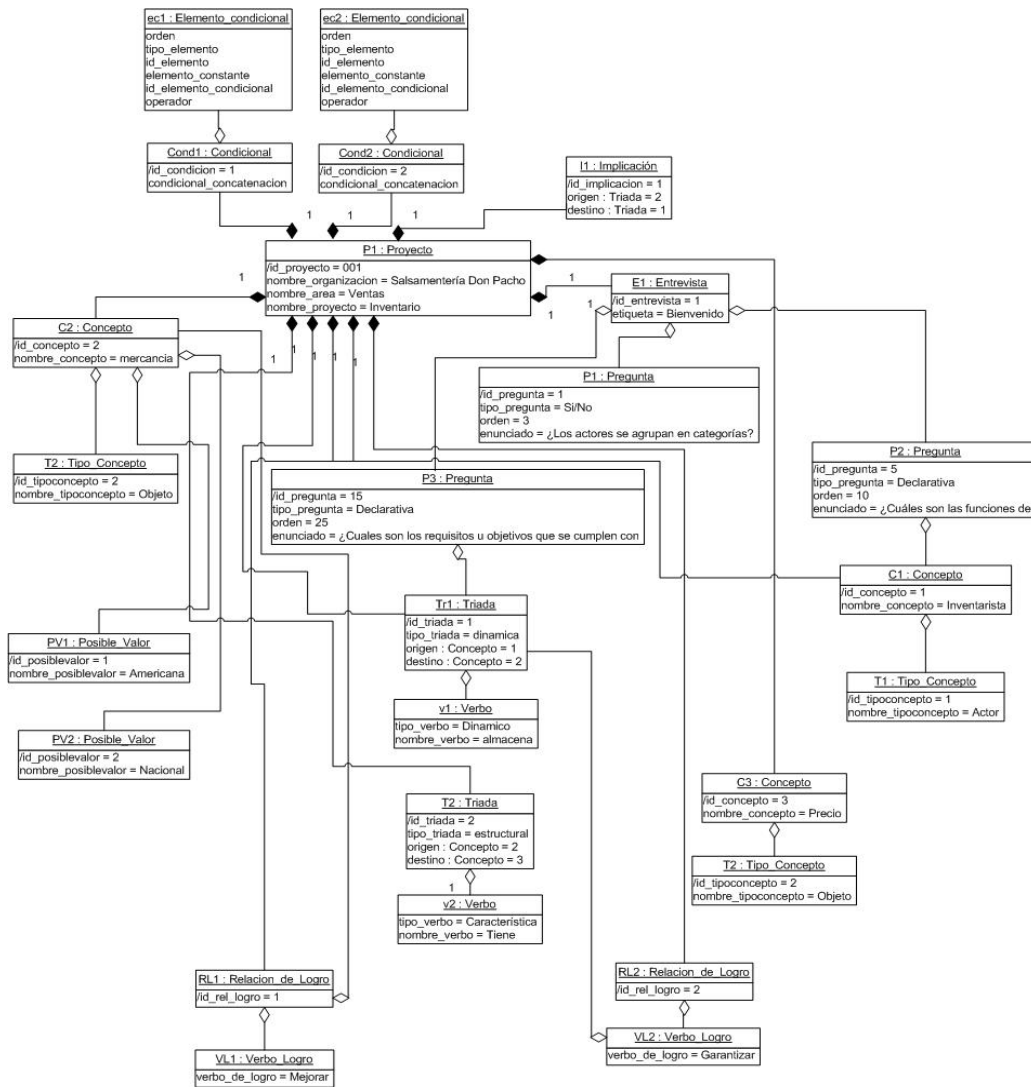 ec1 : Elemento_condicional
orden
tipo_elemento
id_elemento
elemento_constante
id_elemento_condicional
operador
ec2 : Elemento_condicional
orden
tipo_elemento
id_elemento
elemento_constante
id_elemento_condicional
operador
Cond1 : Condicional
/id_condicion = 1
condicional_concatenacion
Cond2 : Condicional
/id_condicion = 2
condicional_concatenacion
I1 : Implicación
/id_implicacion = 1
origen : Triada = 2
destino : Triada = 1
1
1
1
P1 : Proyecto
/id_proyecto = 001
nombre_organizacion = Salsamentería Don Pacho
nombre_area = Ventas
nombre_proyecto = Inventario
1
1
1
1
1
1
1
1
1
E1 : Entrevista
/id_entrevista = 1
etiqueta = Bienvenido
C2 : Concepto
/id_concepto = 2
nombre_concepto = mercancia
P1 : Pregunta
/id_pregunta = 1
tipo_pregunta = Si/No
orden = 3
enunciado = ¿Los actores se agrupan en categorías?
T2 : Tipo_Concepto
/id_tipoconcepto = 2
nombre_tipoconcepto = Objeto
P3 : Pregunta
/id_pregunta = 15
tipo_pregunta = Declarativa
orden = 25
enunciado = ¿Cuales son los requisitos u objetivos que se cumplen con
P2 : Pregunta
/id_pregunta = 5
tipo_pregunta = Declarativa
orden = 10
enunciado = ¿Cuáles son las funciones de
C1 : Concepto
/id_concepto = 1
nombre_concepto = Inventarista
Tr1 : Triada
/id_triada = 1
tipo_triada = dinamica
origen : Concepto = 1
destino : Concepto = 2
PV1 : Posible_Valor
/id_posiblevalor = 1
nombre_posiblevalor = Americana
T1 : Tipo_Concepto
/id_tipoconcepto = 1
nombre_tipoconcepto = Actor
v1 : Verbo
tipo_verbo = Dinamico
nombre_verbo = almacena
PV2 : Posible_Valor
/id_posiblevalor = 2
nombre_posiblevalor = Nacional
C3 : Concepto
/id_concepto = 3
nombre_concepto = Precio
T2 : Triada
/id_triada = 2
tipo_triada = estructural
origen : Concepto = 2
destino : Concepto = 3
T2 : Tipo_Concepto
/id_tipoconcepto = 2
nombre_tipoconcepto = Objeto
1
v2 : Verbo
tipo_verbo = Característica
nombre_verbo = Tiene
RL1 : Relacion_de_Logro
/id_rel_logro = 1
RL2 : Relacion_de_Logro
/id_rel_logro = 2
VL2 : Verbo_Logro
verbo_de_logro = Garantizar
VL1 : Verbo_Logro
verbo_de_logro = Mejorar